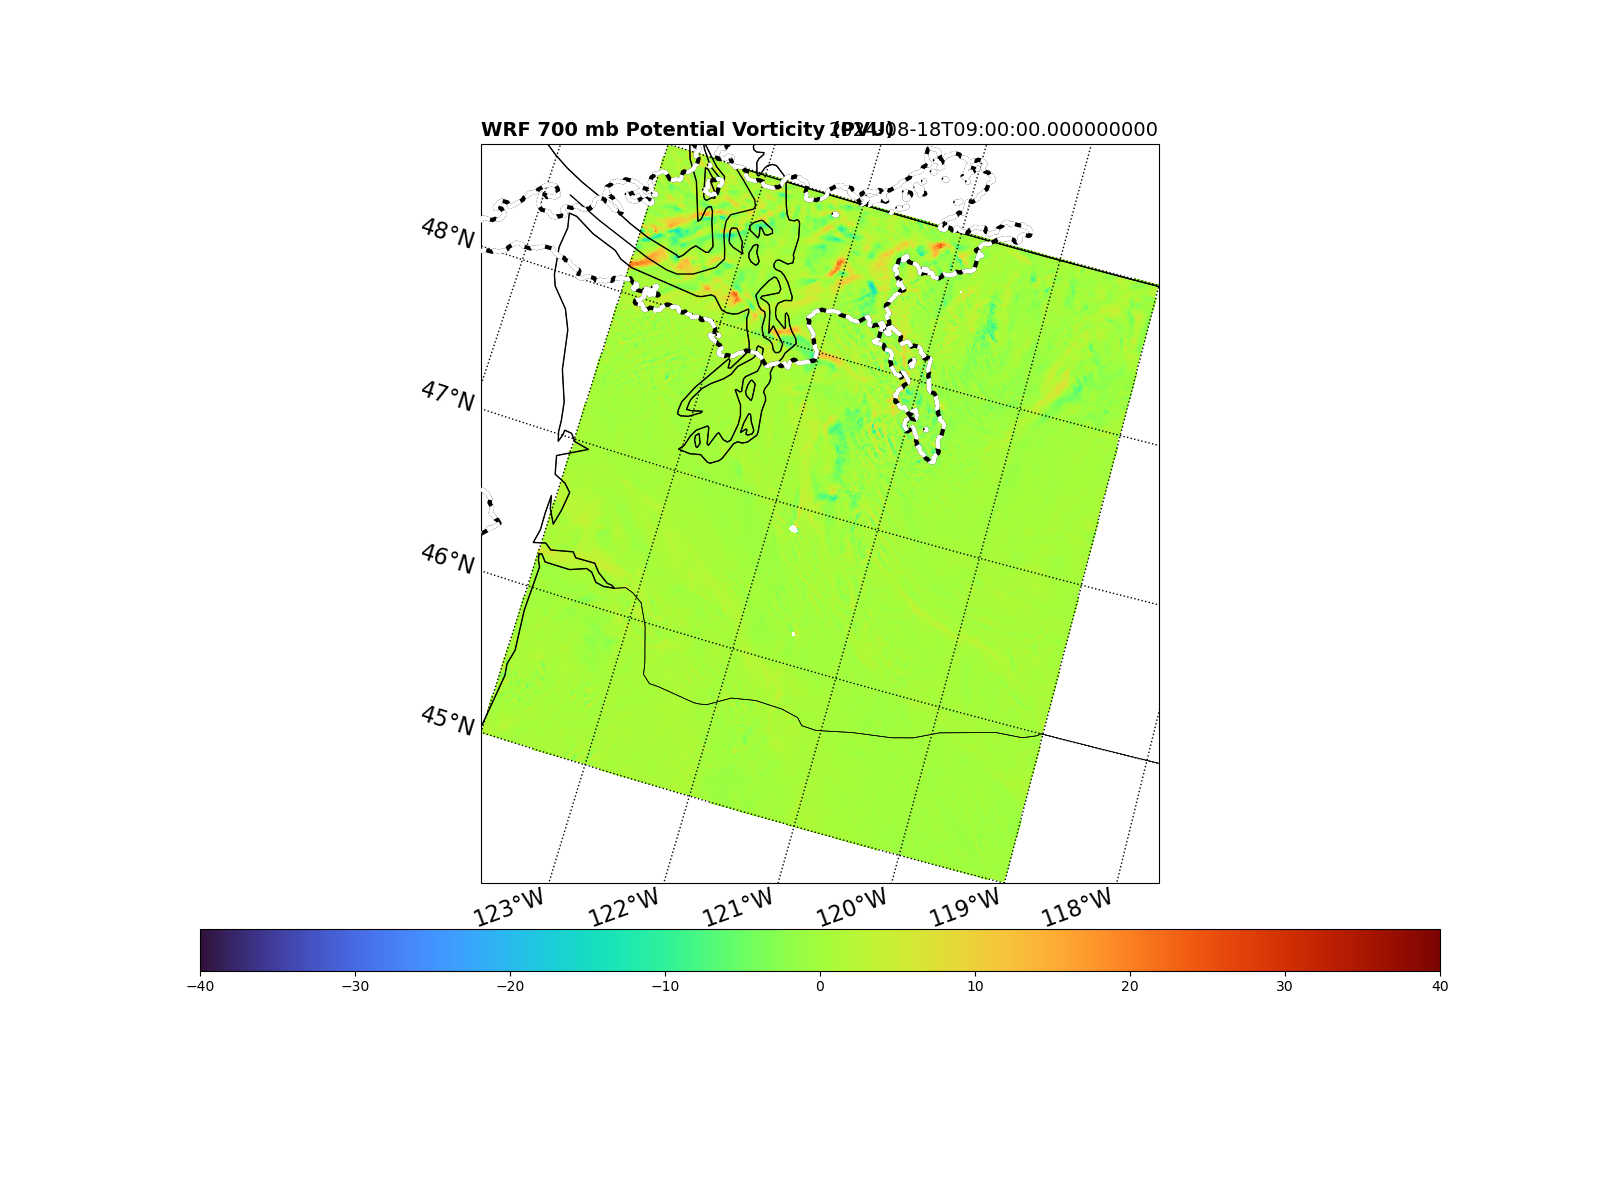 WRF 700 mb Potential Vorticity (PVU) 2024-08-18T09:00:00.000000000
48°N
47°N
46°N
45°N
123°W 122°W 121°W 120°W 119°W 118°W
−40 −30 −20 −10 0 10 20 30 40